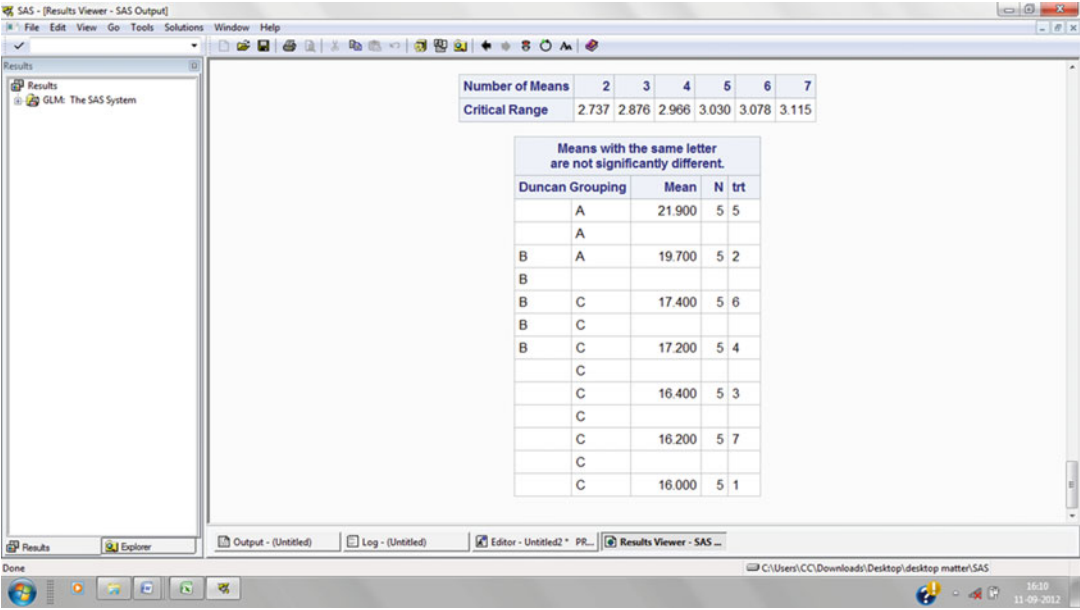 SAS - [Results Viewer - SAS Output]
File Edit View Go Tools Solutions Window Help
Results
Results
GLM: The SAS System
Number of Means 2 3 4 5 6 7
Critical Range 2.737 2.876 2.966 3.030 3.078 3.115
Means with the same letter
are not significantly different.
Duncan Grouping Mean N trt
A 21.900 5 5
A
B A 19.700 5 2
B
B C 17.400 5 6
B C
B C 17.200 5 4
C
C 16.400 5 3
C
C 16.200 5 7
C
C 16.000 5 1
Results Explorer
Output - (Untitled) Log - (Untitled) Editor - Untitled2 * PR... Results Viewer - SAS ...
Done C:\Users\CC\Downloads\Desktop\desktop matter\SAS
16:10
11-09-2012